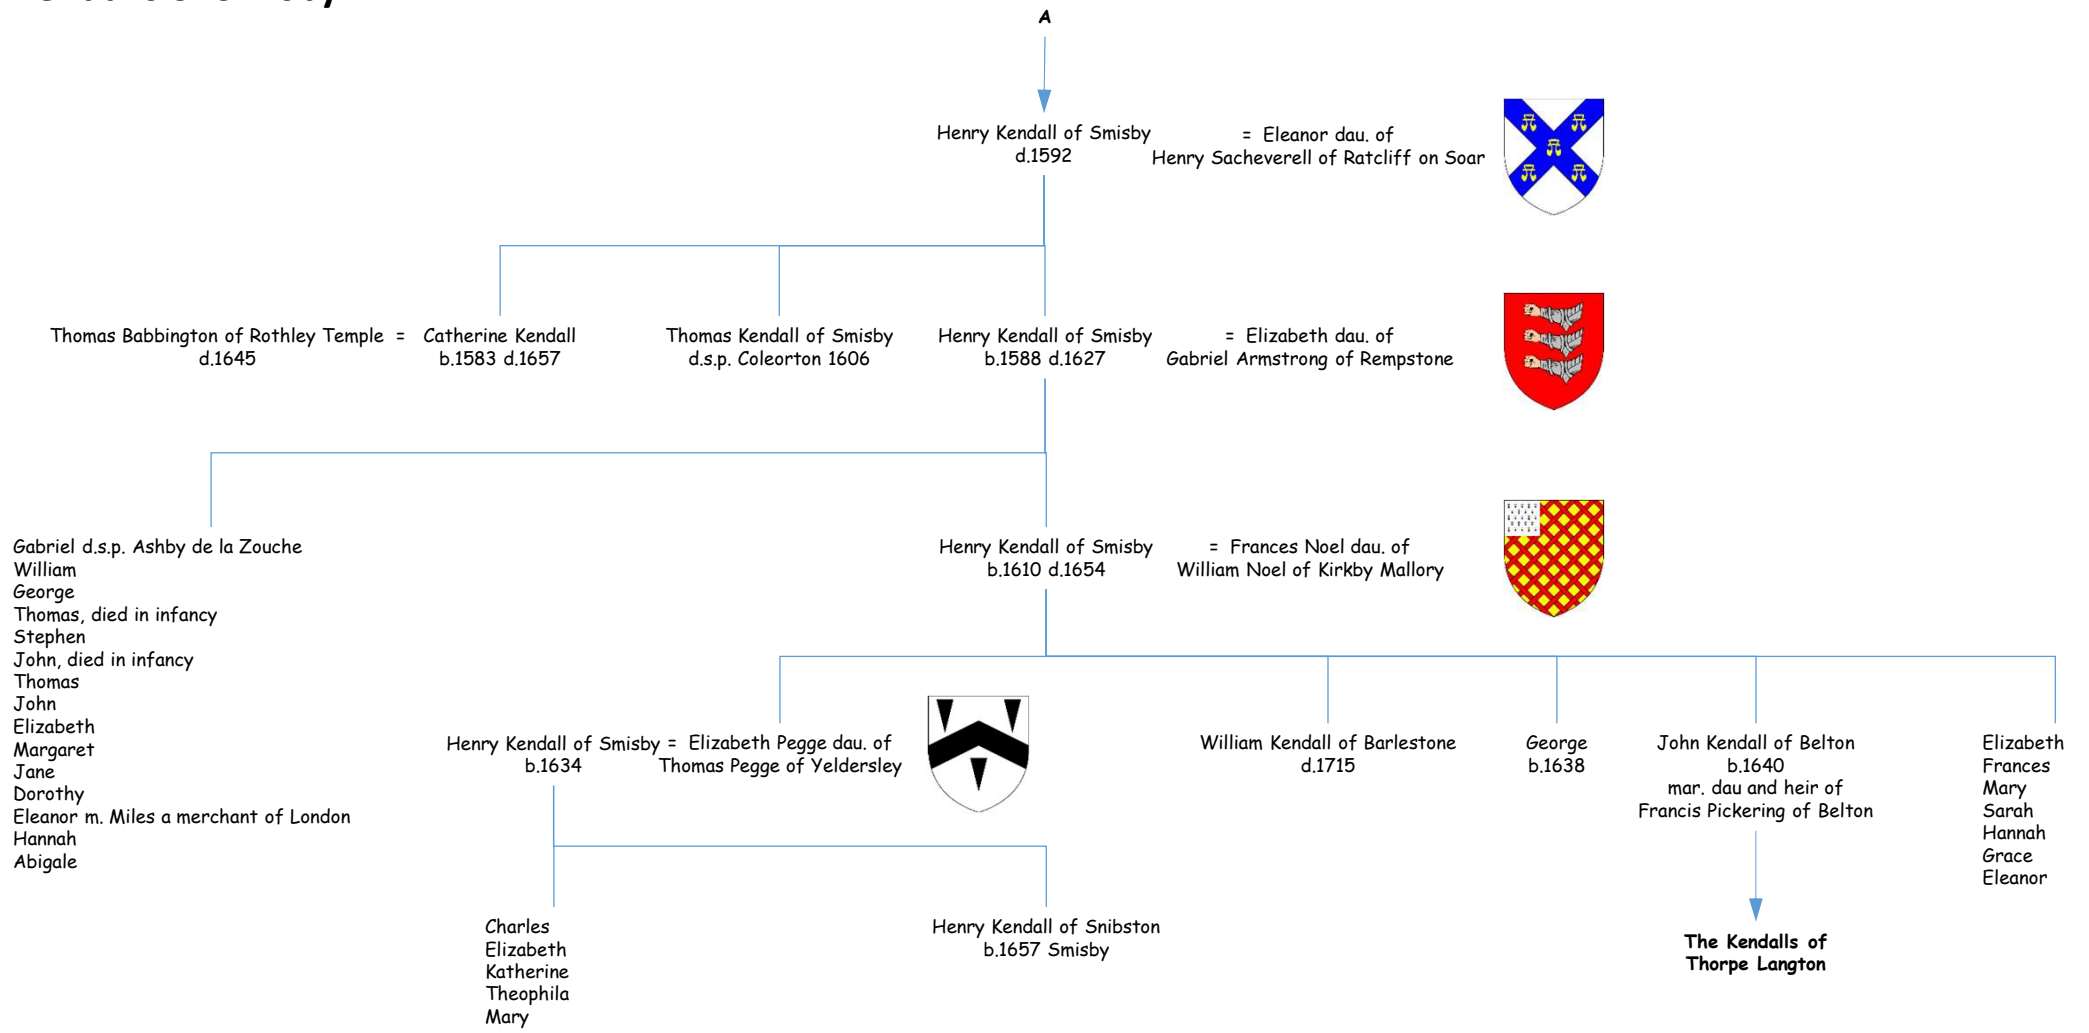 A
Henry Kendall of Smisby
d.1592
= Eleanor dau. of
Henry Sacheverell of Ratcliff on Soar
Thomas Babbington of Rothley Temple =
d.1645
Catherine Kendall
b.1583 d.1657
Thomas Kendall of Smisby
d.s.p. Coleorton 1606
Henry Kendall of Smisby
b.1588 d.1627
= Elizabeth dau. of
Gabriel Armstrong of Rempstone
Gabriel d.s.p. Ashby de la Zouche
William
George
Thomas, died in infancy
Stephen
John, died in infancy
Thomas
John
Elizabeth
Margaret
Jane
Dorothy
Eleanor m. Miles a merchant of London
Hannah
Abigale
Henry Kendall of Smisby
b.1610 d.1654
= Frances Noel dau. of
William Noel of Kirkby Mallory
Henry Kendall of Smisby
b.1634
= Elizabeth Pegge dau. of
Thomas Pegge of Yeldersley
William Kendall of Barlestone
d.1715
George
b.1638
John Kendall of Belton
b.1640
mar. dau and heir of
Francis Pickering of Belton
Elizabeth
Frances
Mary
Sarah
Hannah
Grace
Eleanor
Charles
Elizabeth
Katherine
Theophila
Mary
Henry Kendall of Snibston
b.1657 Smisby
The Kendalls of
Thorpe Langton